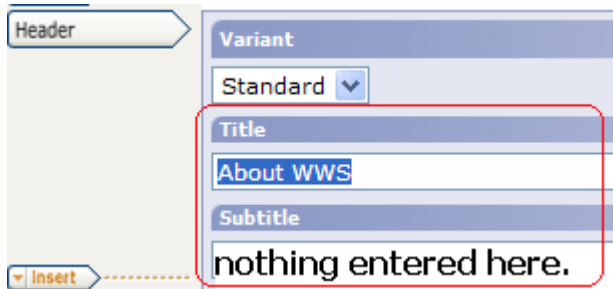 Header
Variant
Standard
Title
About WWS
Subtitle
nothing entered here.
Insert